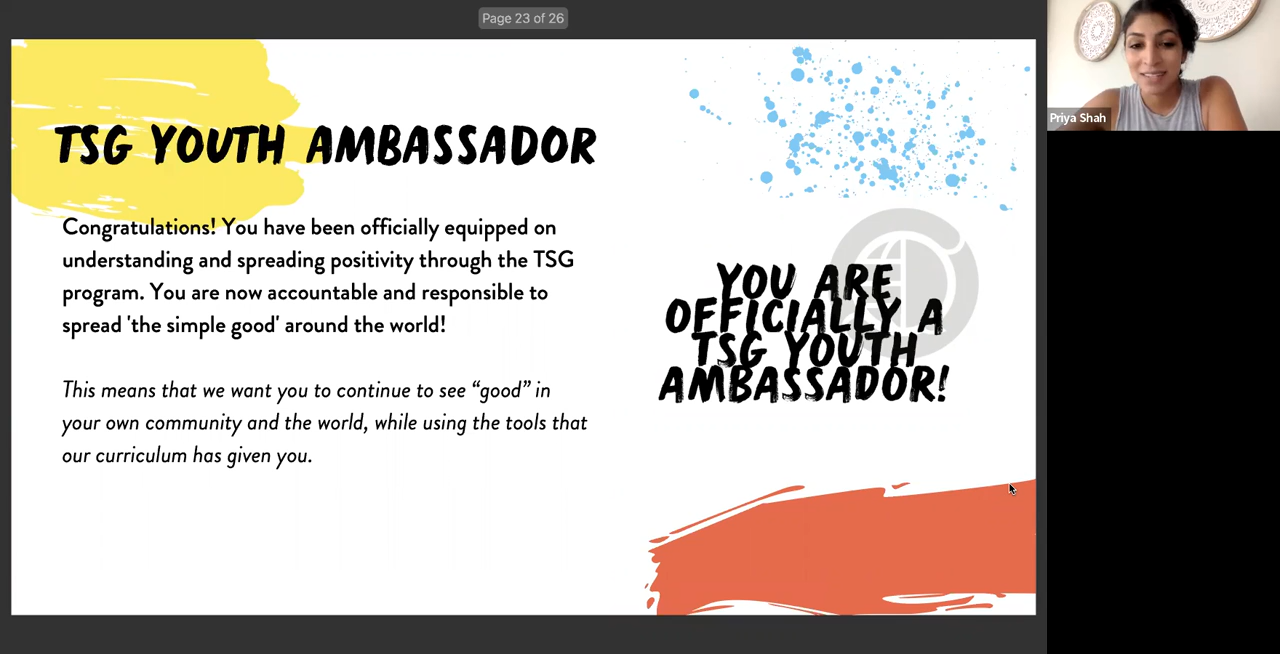 Page 23 of 26
TSG YOUTH AMBASSADOR
Congratulations! You have been officially equipped on
understanding and spreading positivity through the TSG
program. You are now accountable and responsible to
spread 'the simple good' around the world!
This means that we want you to continue to see “good” in
your own community and the world, while using the tools that
our curriculum has given you.
YOU ARE
OFFICIALLY A
TSG YOUTH
AMBASSADOR!
Priya Shah